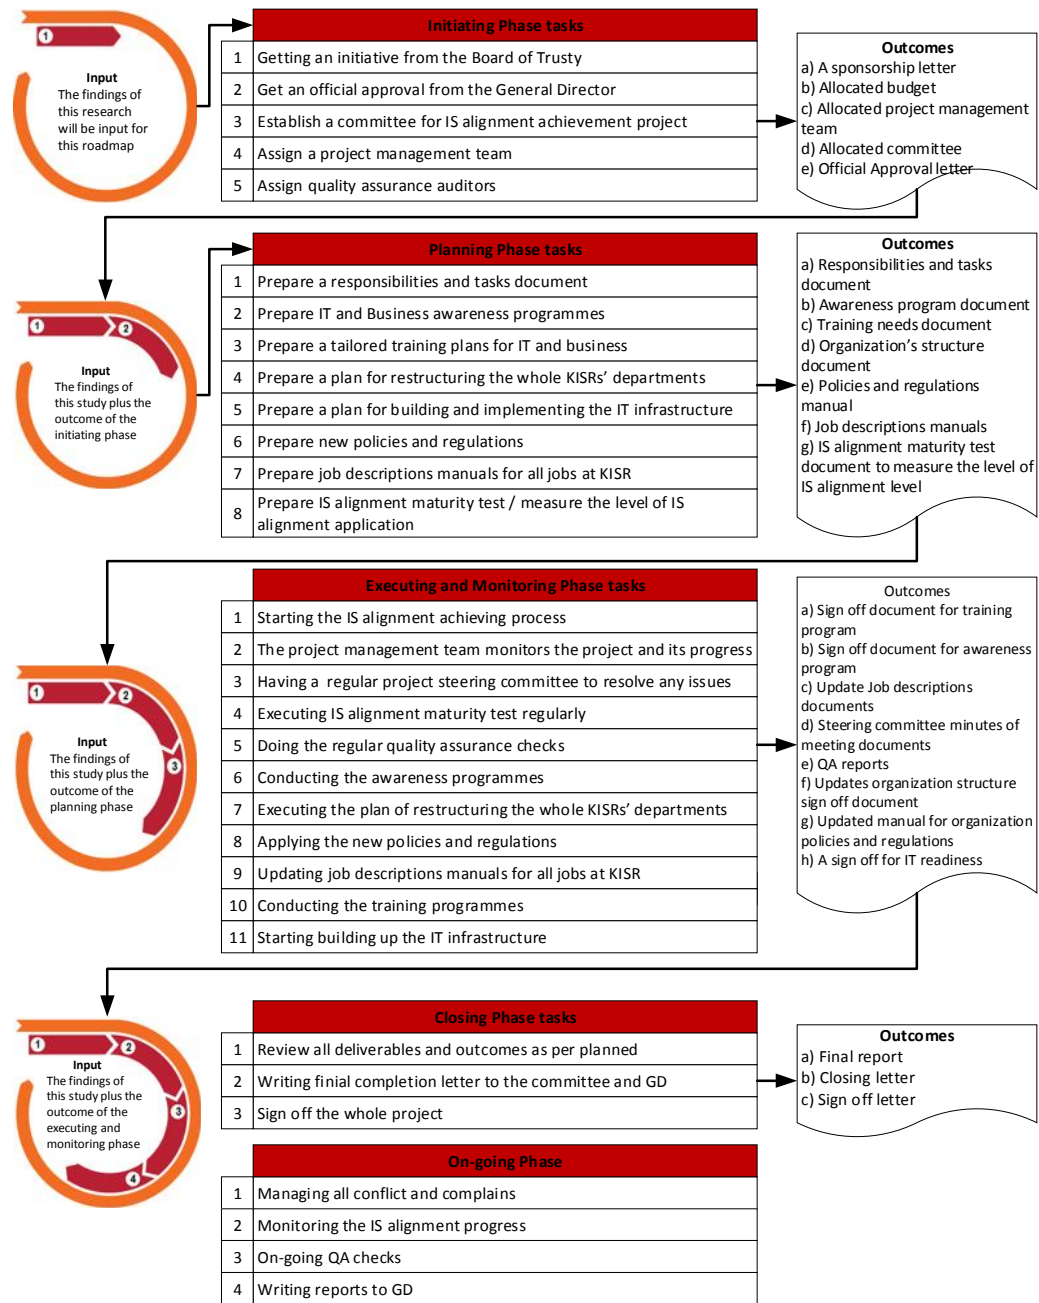 1
Input
The findings of
this research
will be input for
this roadmap
Initiating Phase tasks
1 Getting an initiative from the Board of Trusty
2 Get an official approval from the General Director
3 Establish a committee for IS alignment achievement project
4 Assign a project management team
5 Assign quality assurance auditors
Outcomes
a) A sponsorship letter
b) Allocated budget
c) Allocated project management
team
d) Allocated committee
e) Official Approval letter
1 2
Input
The findings of
this study plus the
outcome of the
initiating phase
Planning Phase tasks
1 Prepare a responsibilities and tasks document
2 Prepare IT and Business awareness programmes
3 Prepare a tailored training plans for IT and business
4 Prepare a plan for restructuring the whole KISRs' departments
5 Prepare a plan for building and implementing the IT infrastructure
6 Prepare new policies and regulations
7 Prepare job descriptions manuals for all jobs at KISR
8 Prepare IS alignment maturity test / measure the level of IS
alignment application
Outcomes
a) Responsibilities and tasks
document
b) Awareness program document
c) Training needs document
d) Organization's structure
document
e) Policies and regulations
manual
f) Job descriptions manuals
g) IS alignment maturity test
document to measure the level of
IS alignment level
1 2
3
Input
The findings of
this study plus the
outcome of the
planning phase
Executing and Monitoring Phase tasks
1 Starting the IS alignment achieving process
2 The project management team monitors the project and its progress
3 Having a regular project steering committee to resolve any issues
4 Executing IS alignment maturity test regularly
5 Doing the regular quality assurance checks
6 Conducting the awareness programmes
7 Executing the plan of restructuring the whole KISRs' departments
8 Applying the new policies and regulations
9 Updating job descriptions manuals for all jobs at KISR
10 Conducting the training programmes
11 Starting building up the IT infrastructure
Outcomes
a) Sign off document for training
program
b) Sign off document for awareness
program
c) Update Job descriptions
documents
d) Steering committee minutes of
meeting documents
e) QA reports
f) Updates organization structure
sign off document
g) Updated manual for organization
policies and regulations
h) A sign off for IT readiness
1 2
3
4
Input
The findings of
this study plus the
outcome of the
executing and
monitoring phase
Closing Phase tasks
1 Review all deliverables and outcomes as per planned
2 Writing finial completion letter to the committee and GD
3 Sign off the whole project
Outcomes
a) Final report
b) Closing letter
c) Sign off letter
On-going Phase
1 Managing all conflict and complains
2 Monitoring the IS alignment progress
3 On-going QA checks
4 Writing reports to GD